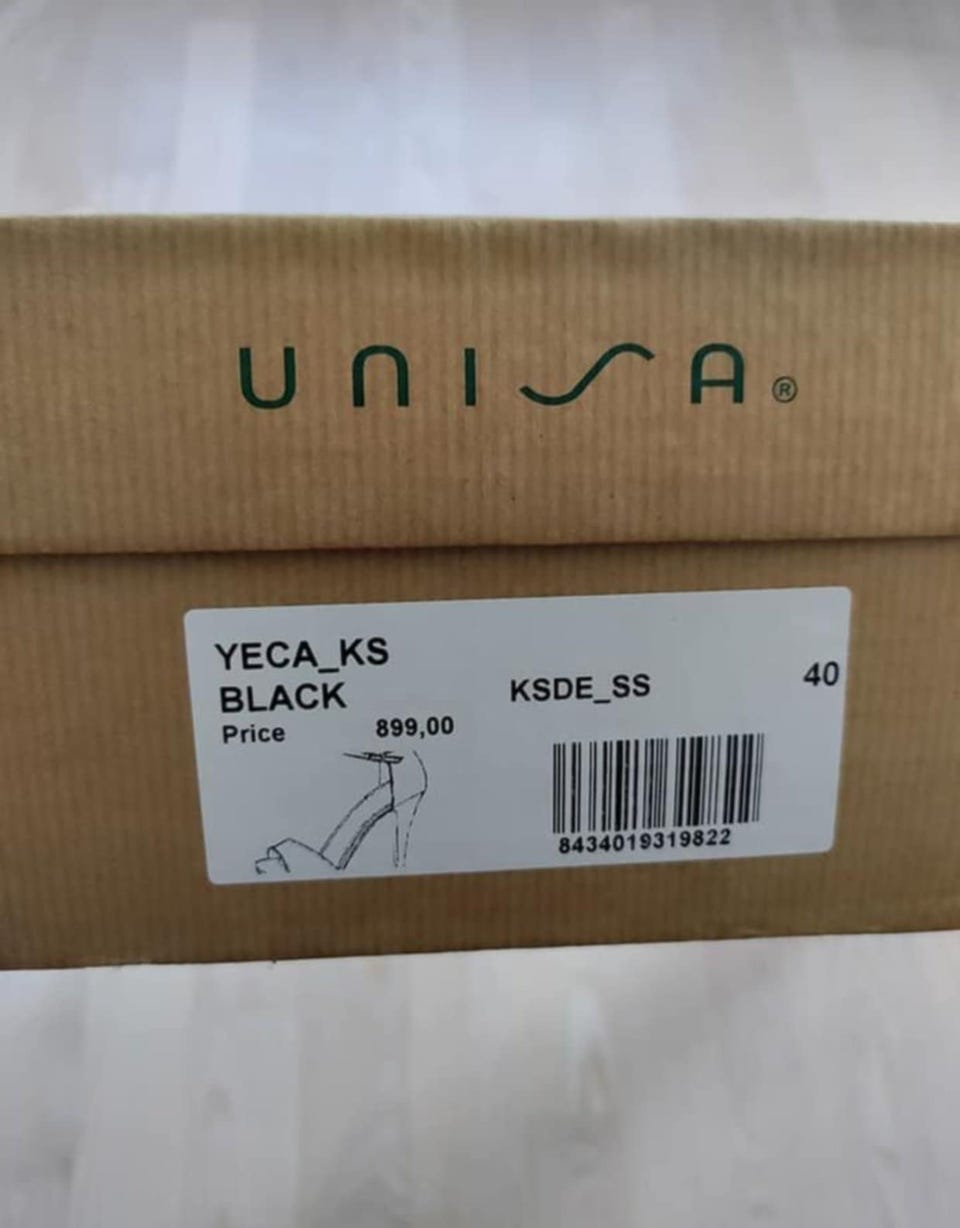 UNISA®
YECA_KS
BLACK
KSDE_SS
40
Price 899,00
8434019319822